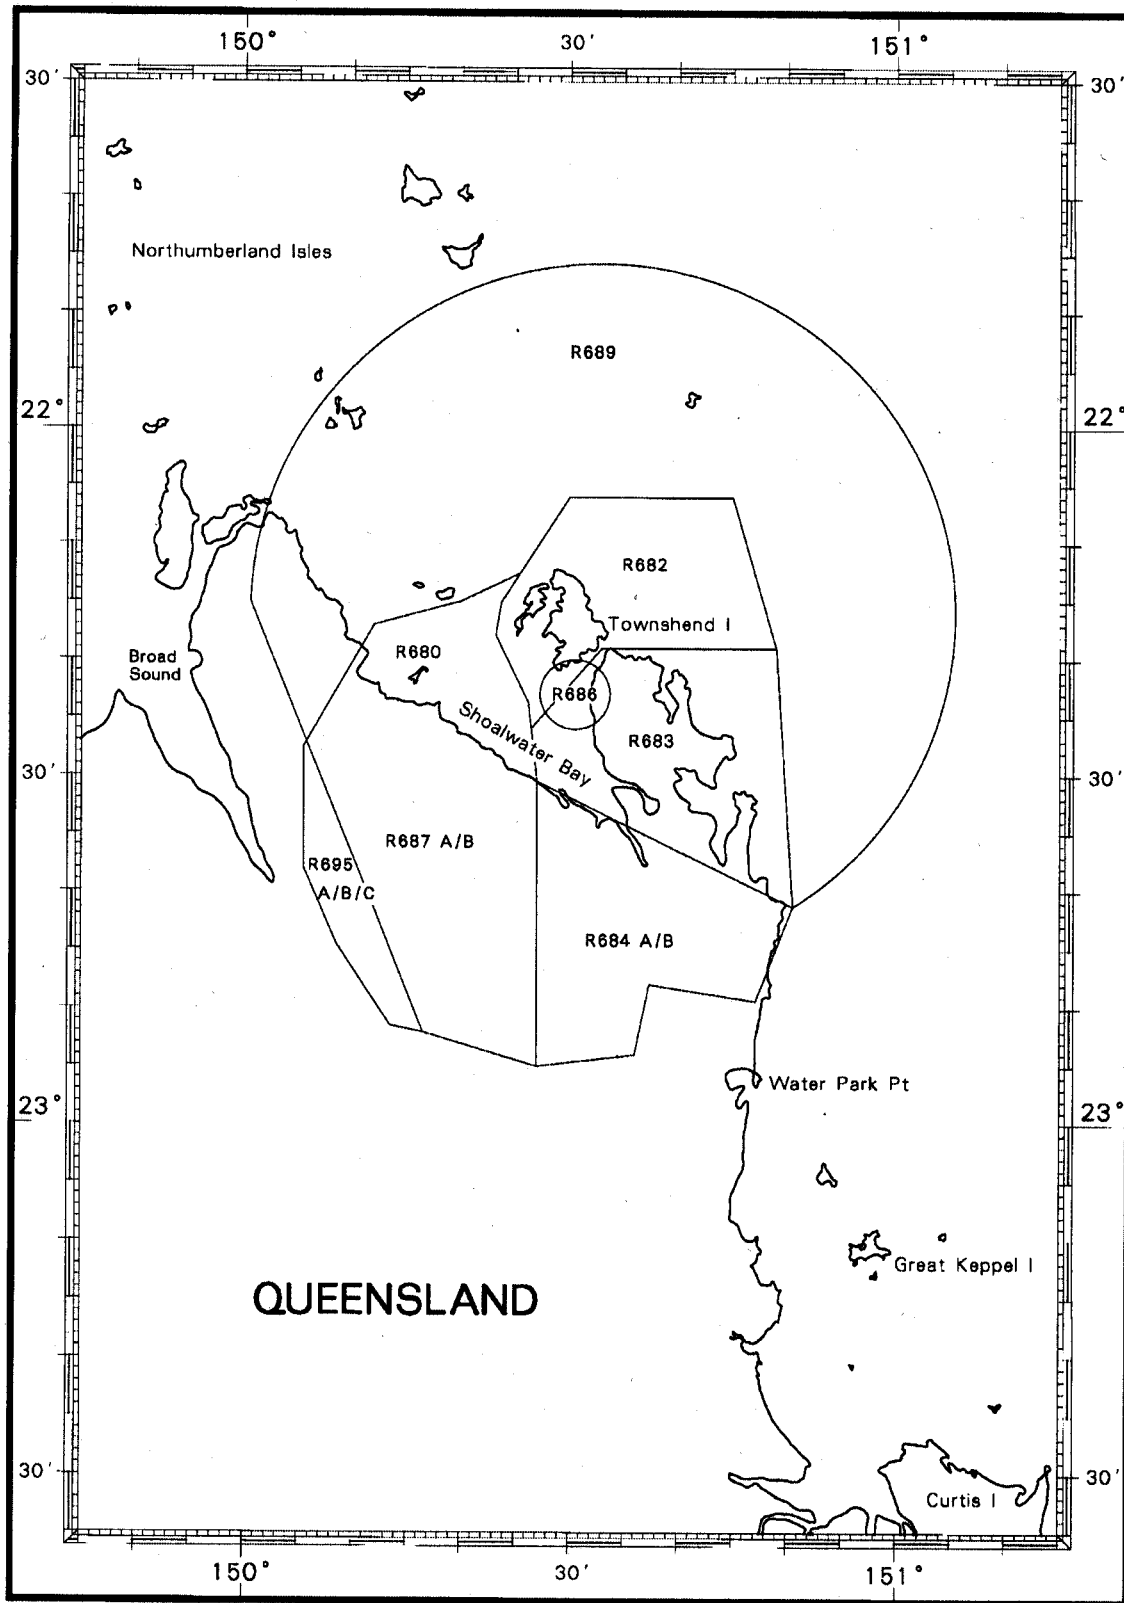 150° 30' 151°
30' 30'
Northumberland Isles
R689
22° 22°
R682
Townshend I
Broad
Sound
R680
R686
Shoalwater Bay
R683
30' 30'
R687 A/B
R695
A/B/C
R684 A/B
Water Park Pt
23° 23°
Great Keppel I
QUEENSLAND
30' 30'
Curtis I
150° 30' 151°